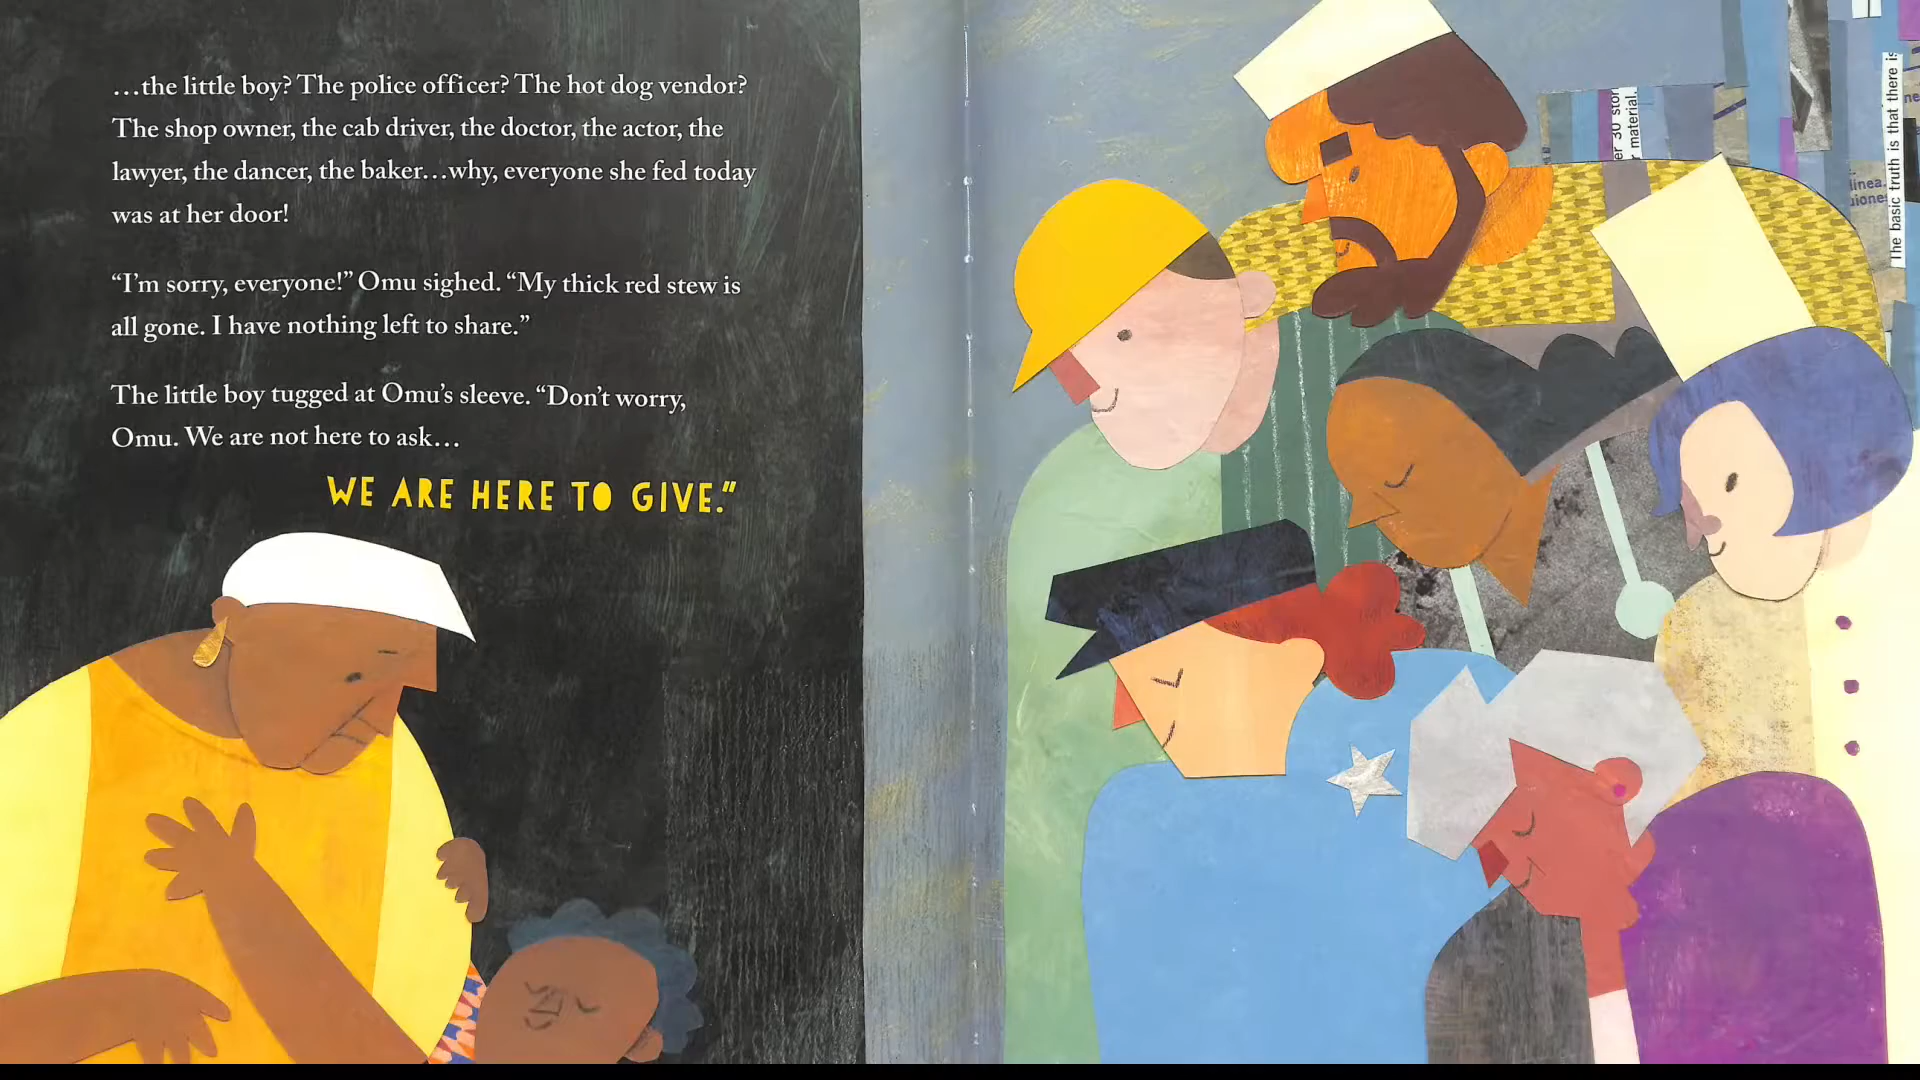 …the little boy? The police officer? The hot dog vendor?
The shop owner, the cab driver, the doctor, the actor, the
lawyer, the dancer, the baker…why, everyone she fed today
was at her door!
“I’m sorry, everyone!” Omu sighed. “My thick red stew is
all gone. I have nothing left to share.”
The little boy tugged at Omu’s sleeve. “Don’t worry,
Omu. We are not here to ask…
WE ARE HERE TO GIVE.”
30 stor
material.
linea.
The basic truth is that there is